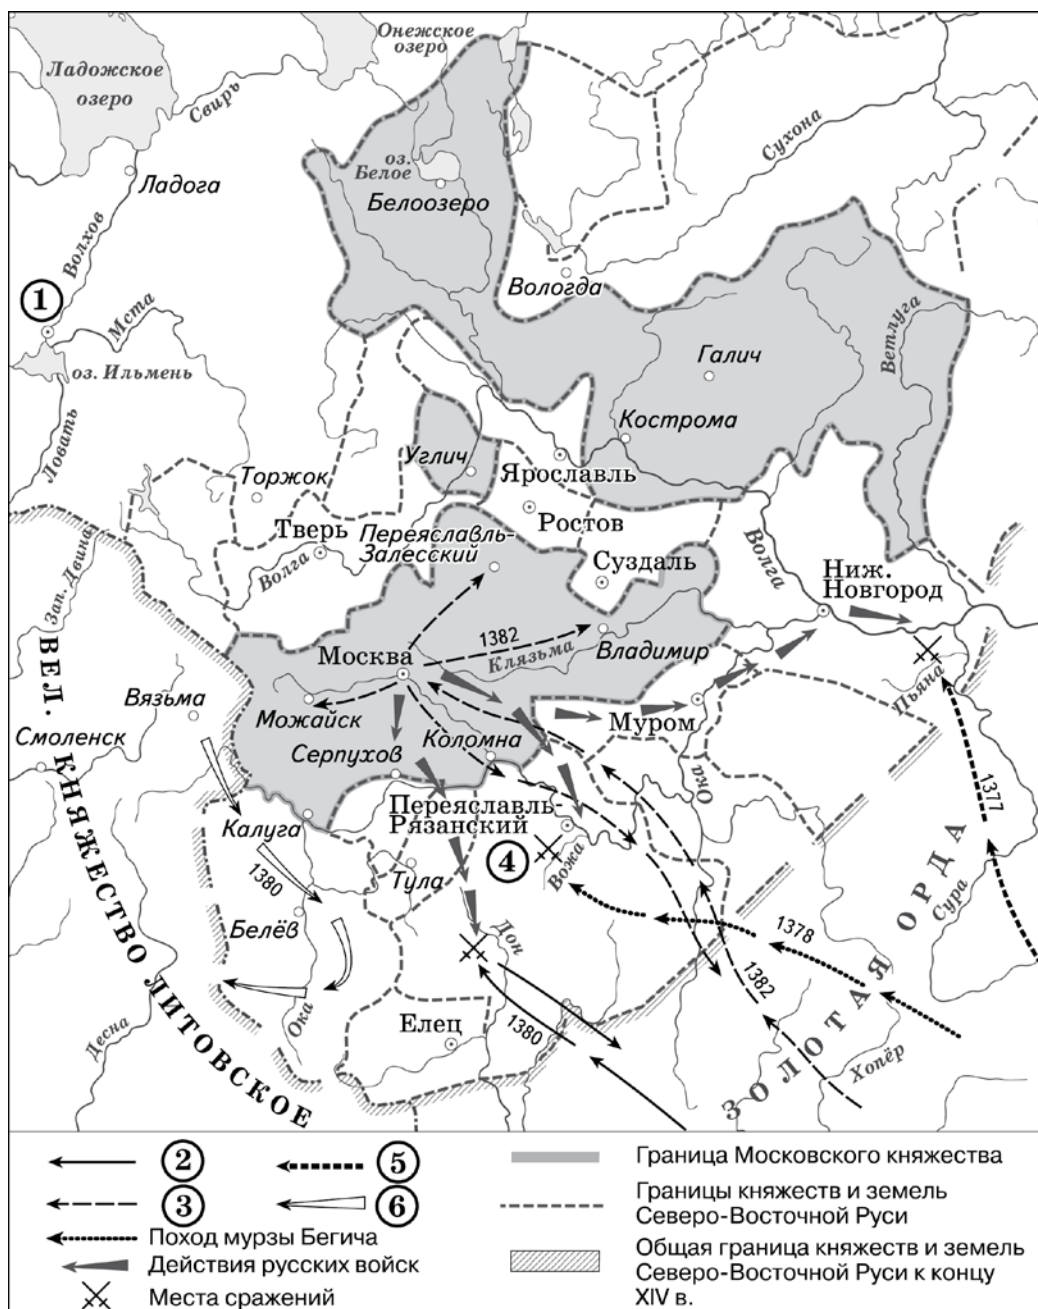 Онежское
озеро
Ладожское
озеро
Свирь
Сухона
оз.
Белое
Белоозеро
Ладога
Волхов
Вологда
1
Мста
Ветлуга
оз. Ильмень
Галич
Ловать
Кострома
Углич
Ярославль
Торжок
Ростов
Тверь
Переяславль-
Залесский
Волга
Суздаль
Волга
Ниж.
Новгород
Зап. Двина
1382
Клязьма
Владимир
Москва
Пьяна
Вязьма
Можайск
Муром
Смоленск
Серпухов
Коломна
Ока
1377
Переяславль-
Рязанский
Калуга
4
Вожа
Тула
1380
Белёв
Дон
1378
Сура
1382
Елец
Ока
1380
Десна
Хопёр
ВЕЛ. КНЯЖЕСТВО ЛИТОВСКОЕ
ЗОЛОТАЯ ОРДА
2
5
3
6
Поход мурзы Бегича
Действия русских войск
Места сражений
Граница Московского княжества
Границы княжеств и земель
Северо-Восточной Руси
Общая граница княжеств и земель
Северо-Восточной Руси к концу
XIV в.